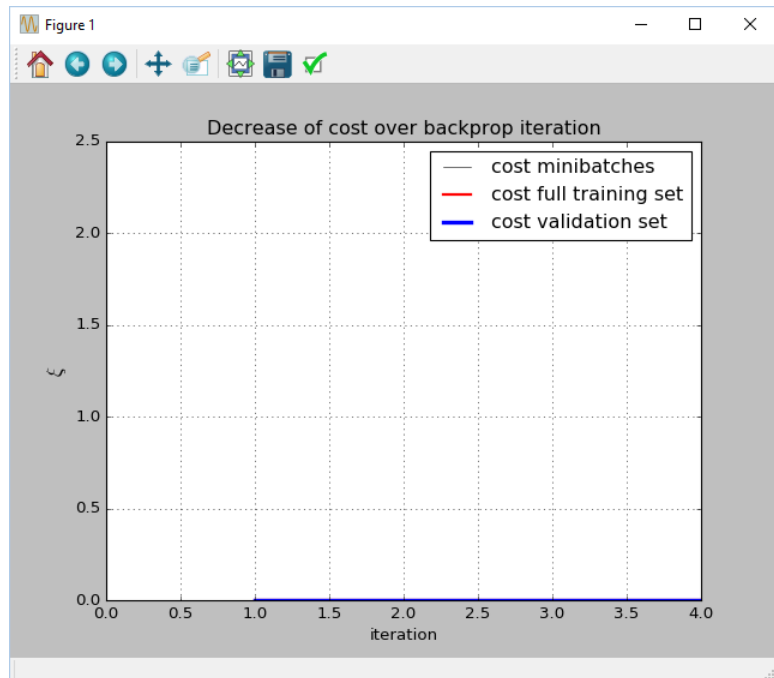 Figure 1
Decrease of cost over backprop iteration
cost minibatches
cost full training set
cost validation set
2.5
2.0
1.5
1.0
0.5
0.0
ξ
0.0 0.5 1.0 1.5 2.0 2.5 3.0 3.5 4.0
iteration